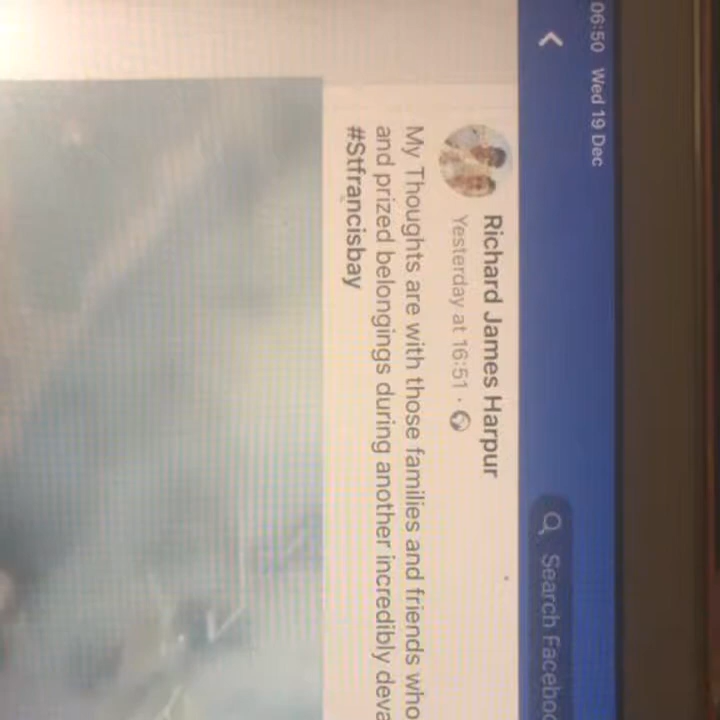 06:50 Wed 19 Dec
Search Facebo
Richard James Harpur
Yesterday at 16:51 ·
My Thoughts are with those families and friends who
and prized belongings during another incredibly deva
#Stfrancisbay